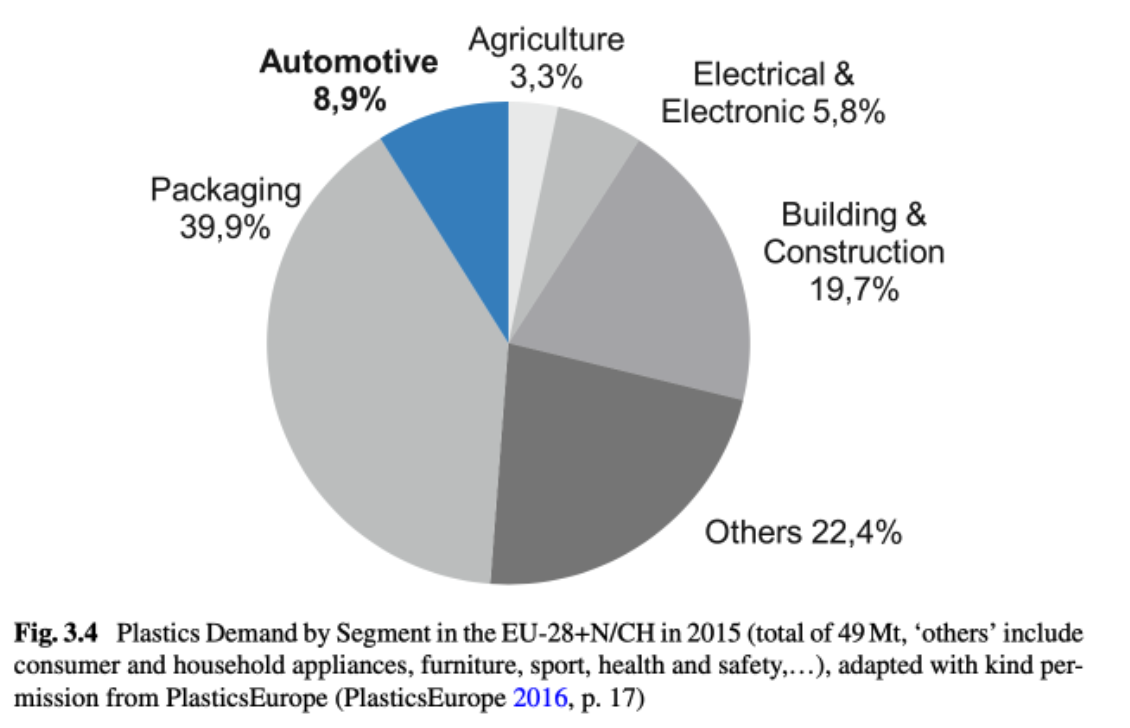 Agriculture
3,3%
Automotive
8,9%
Electrical &
Electronic 5,8%
Packaging
39,9%
Building &
Construction
19,7%
Others 22,4%
Fig. 3.4 Plastics Demand by Segment in the EU-28+N/CH in 2015 (total of 49 Mt, ‘others’ include
consumer and household appliances, furniture, sport, health and safety,…), adapted with kind per-
mission from PlasticsEurope (PlasticsEurope 2016, p. 17)